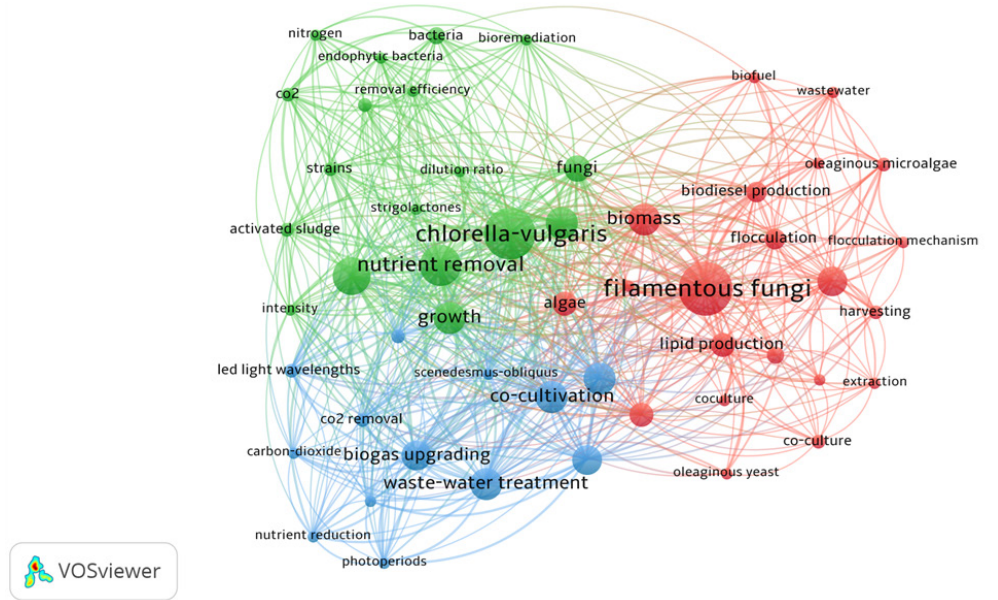 nitrogen
bacteria
bioremediation
endophytic bacteria
biofuel
co2
removal efficiency
wastewater
strains
dilution ratio
fungi
oleaginous microalgae
biodiesel production
strigolactones
biomass
activated sludge
chlorella-vulgaris
flocculation
flocculation mechanism
nutrient removal
filamentous fungi
intensity
growth
algae
harvesting
lipid production
led light wavelengths
scenedesmus-obliquus
extraction
co-cultivation
coculture
co2 removal
co-culture
carbon-dioxide
biogas upgrading
oleaginous yeast
waste-water treatment
nutrient reduction
photoperiods
VOSviewer